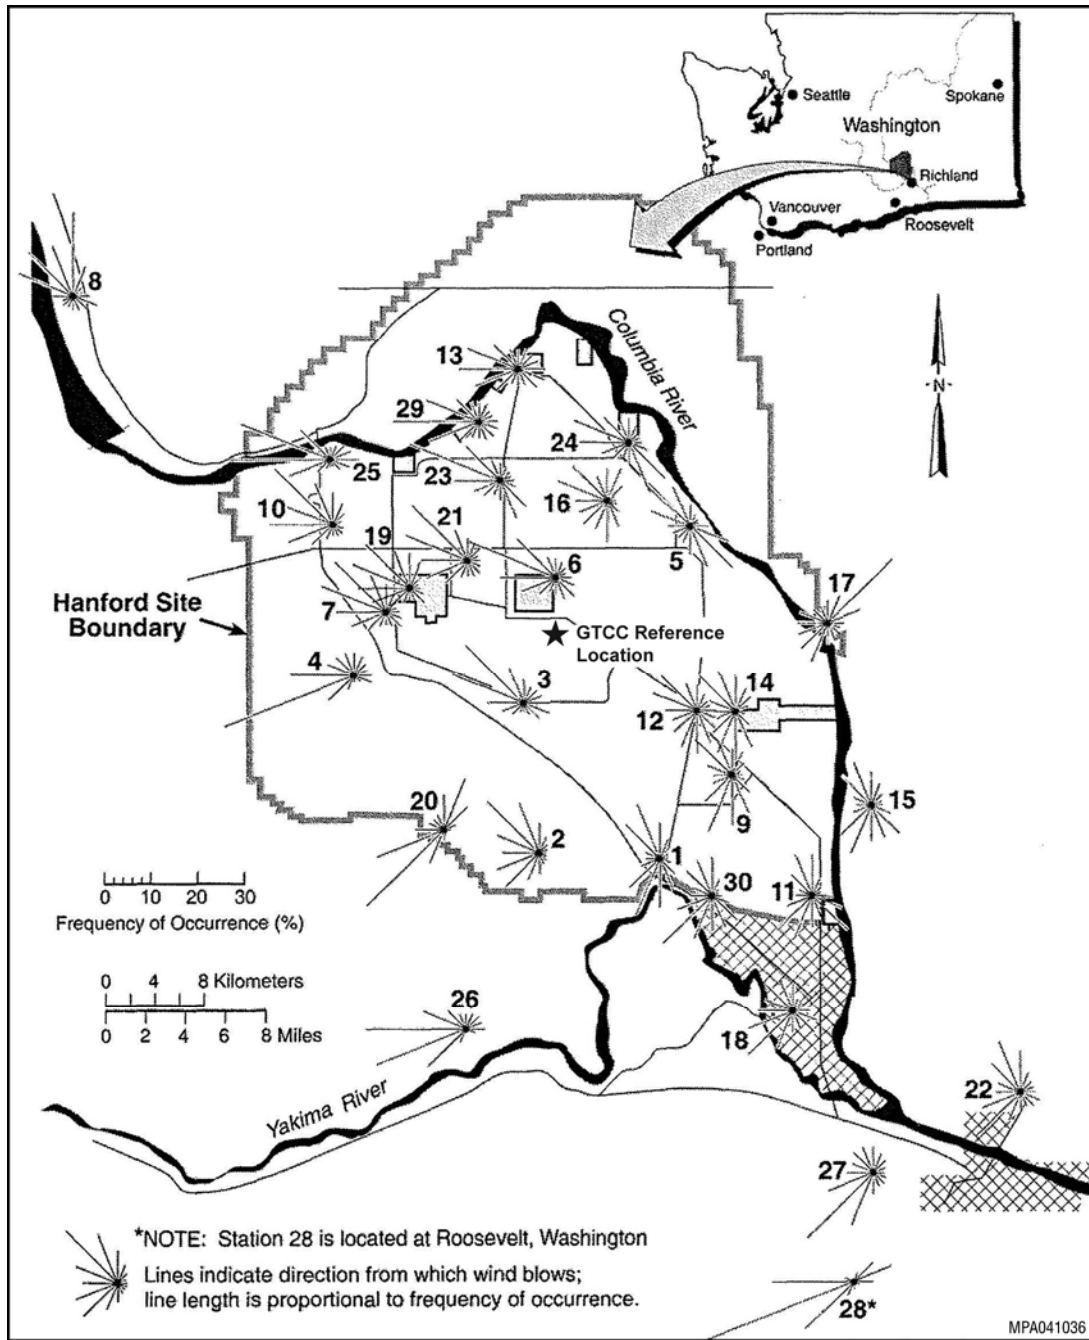 Seattle
Spokane
Washington
Richland
Vancouver
Roosevelt
Portland
8
Columbia River
13
-N-
29
24
25
23
16
10
21
19
5
6
17
7
Hanford Site
Boundary
GTCC Reference
Location
4
3
14
12
15
20
9
2
1
30
11
0 10 20 30
Frequency of Occurrence (%)
0 4 8 Kilometers
0 2 4 6 8 Miles
26
18
22
Yakima River
27
*NOTE: Station 28 is located at Roosevelt, Washington
Lines indicate direction from which wind blows;
line length is proportional to frequency of occurrence.
28*
MPA041036